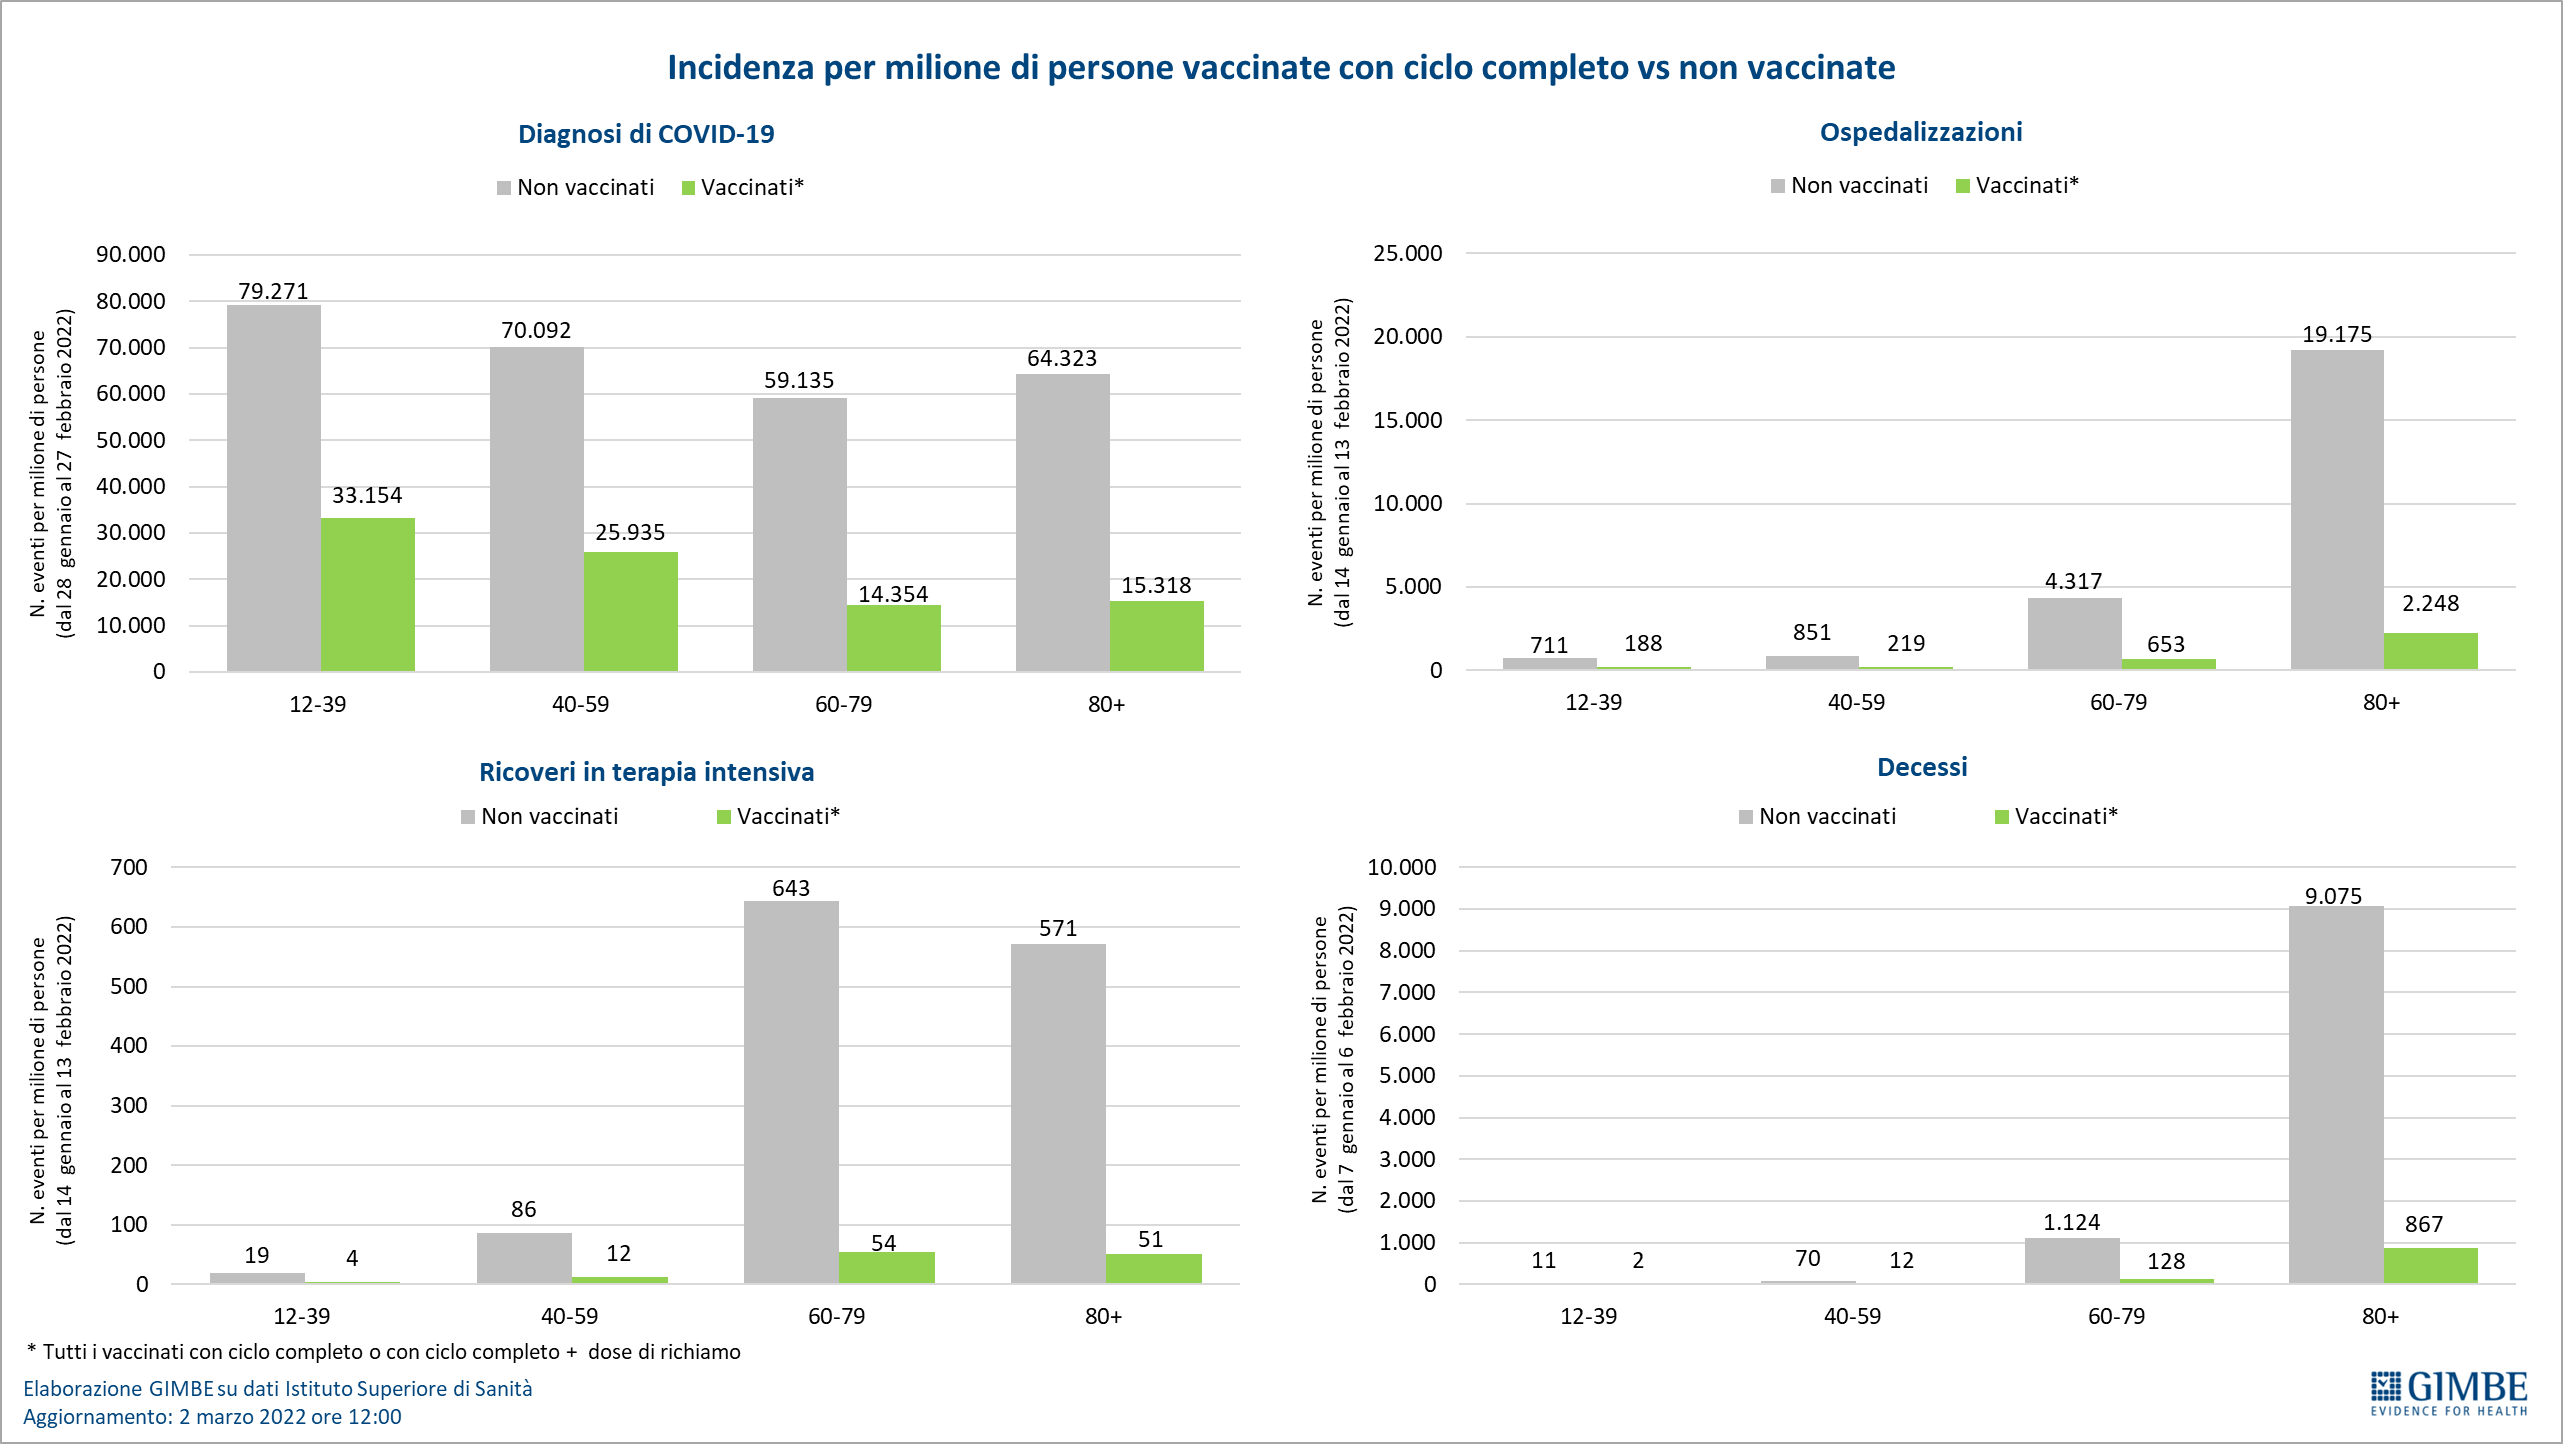 Incidenza per milione di persone vaccinate con ciclo completo vs non vaccinate
Diagnosi di COVID-19
Non vaccinati Vaccinati*
N. eventi per milione di persone
(dal 28 gennaio al 27 febbraio 2022)
90.000
80.000
70.000
60.000
50.000
40.000
30.000
20.000
10.000
0
79.271
33.154
70.092
25.935
59.135
14.354
64.323
15.318
12-39 40-59 60-79 80+
Ospedalizzazioni
Non vaccinati Vaccinati*
N. eventi per milione di persone
(dal 14 gennaio al 13 febbraio 2022)
25.000
20.000
15.000
10.000
5.000
0
711
188
851
219
4.317
653
19.175
2.248
12-39 40-59 60-79 80+
Ricoveri in terapia intensiva
Non vaccinati Vaccinati*
N. eventi per milione di persone
(dal 14 gennaio al 13 febbraio 2022)
700
600
500
400
300
200
100
0
19
4
86
12
643
54
571
51
12-39 40-59 60-79 80+
Decessi
Non vaccinati Vaccinati*
N. eventi per milione di persone
(dal 7 gennaio al 6 febbraio 2022)
10.000
9.000
8.000
7.000
6.000
5.000
4.000
3.000
2.000
1.000
0
11
2
70
12
1.124
128
9.075
867
12-39 40-59 60-79 80+
* Tutti i vaccinati con ciclo completo o con ciclo completo + dose di richiamo
Elaborazione GIMBE su dati Istituto Superiore di Sanità
Aggiornamento: 2 marzo 2022 ore 12:00
GIMBE
EVIDENCE FOR HEALTH